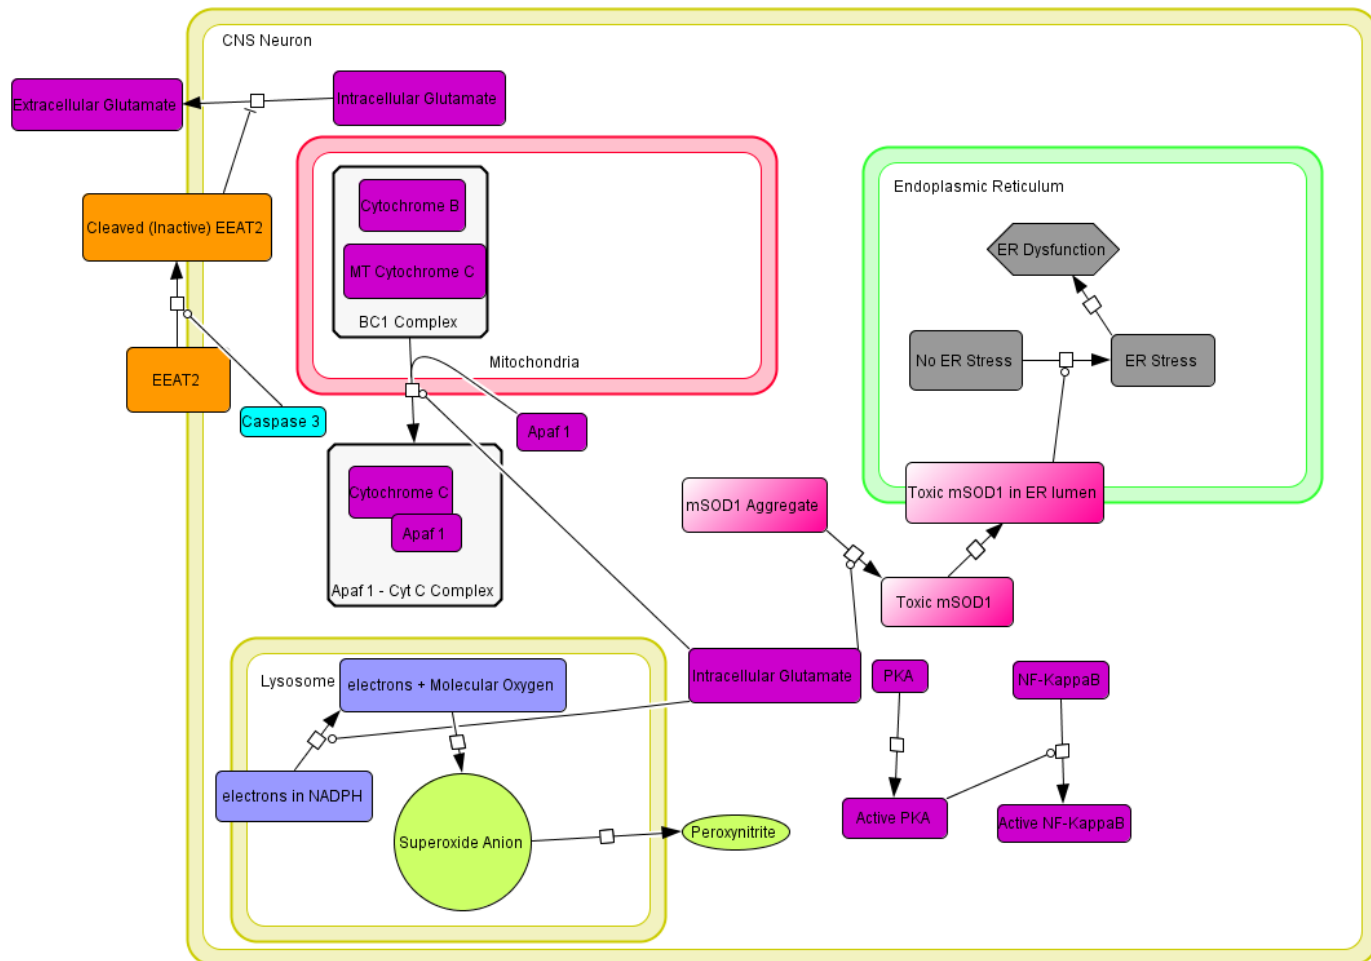 CNS Neuron
Extracellular Glutamate
Intracellular Glutamate
Cleaved (Inactive) EEAT2
EEAT2
Caspase 3
Cytochrome B
MT Cytochrome C
BC1 Complex
Mitochondria
Apaf 1
Cytochrome C
Apaf 1
Apaf 1 - Cyt C Complex
Endoplasmic Reticulum
ER Dysfunction
No ER Stress
ER Stress
Toxic mSOD1 in ER lumen
mSOD1 Aggregate
Toxic mSOD1
Intracellular Glutamate
PKA
NF-KappaB
Active PKA
Active NF-KappaB
Lysosome
electrons + Molecular Oxygen
electrons in NADPH
Superoxide Anion
Peroxynitrite